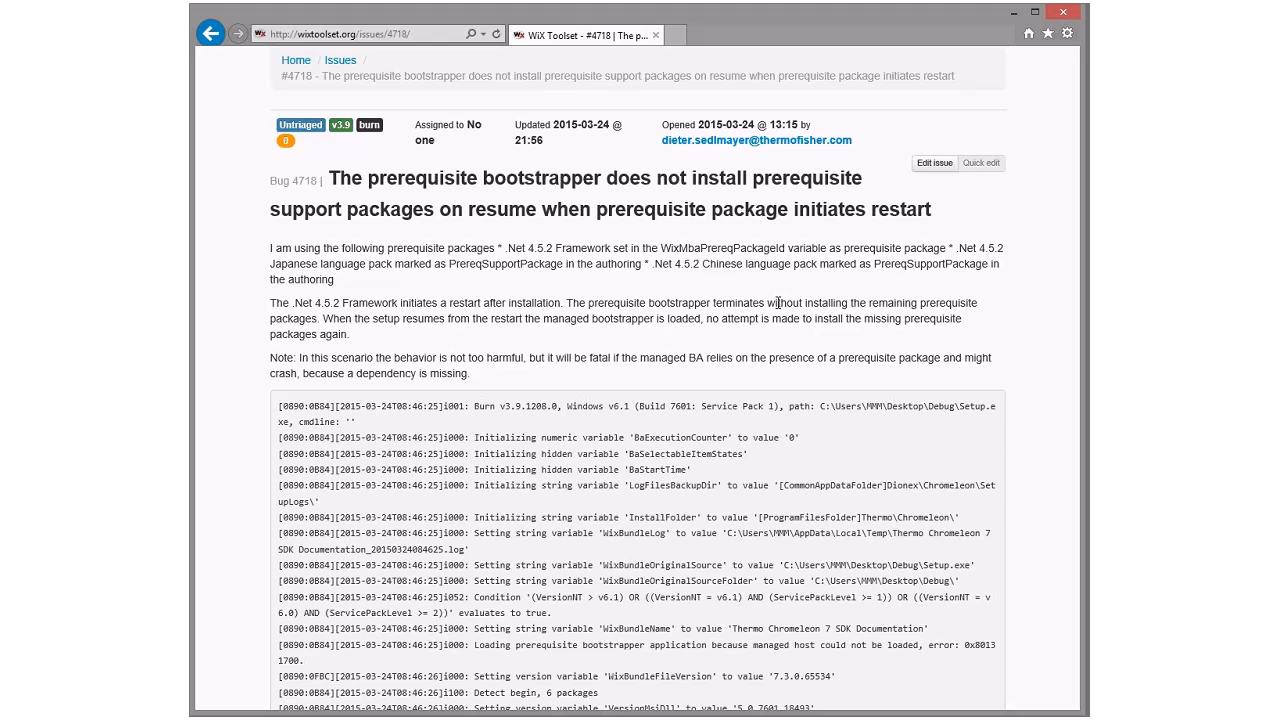 http://wixtoolset.org/issues/4718/
WiX Toolset - #4718 | The p...
Home / Issues /
#4718 - The prerequisite bootstrapper does not install prerequisite support packages on resume when prerequisite package initiates restart
Untriaged v3.9 burn Assigned to No Updated 2015-03-24 @ Opened 2015-03-24 @ 13:15 by
0 one 21:56 dieter.sedlmayer@thermofisher.com
Edit issue Quick edit
Bug 4718 | The prerequisite bootstrapper does not install prerequisite
support packages on resume when prerequisite package initiates restart
I am using the following prerequisite packages * .Net 4.5.2 Framework set in the WixMbaPrereqPackageId variable as prerequisite package * .Net 4.5.2
Japanese language pack marked as PrereqSupportPackage in the authoring * .Net 4.5.2 Chinese language pack marked as PrereqSupportPackage in
the authoring
The .Net 4.5.2 Framework initiates a restart after installation. The prerequisite bootstrapper terminates without installing the remaining prerequisite
packages. When the setup resumes from the restart the managed bootstrapper is loaded, no attempt is made to install the missing prerequisite
packages again.
Note: In this scenario the behavior is not too harmful, but it will be fatal if the managed BA relies on the presence of a prerequisite package and might
crash, because a dependency is missing.
[0890:0B84][2015-03-24T08:46:25]i001: Burn v3.9.1208.0, Windows v6.1 (Build 7601: Service Pack 1), path: C:\Users\MMM\Desktop\Debug\Setup.e
xe, cmdline: ''
[0890:0B84][2015-03-24T08:46:25]i000: Initializing numeric variable 'BaExecutionCounter' to value '0'
[0890:0B84][2015-03-24T08:46:25]i000: Initializing hidden variable 'BaSelectableItemStates'
[0890:0B84][2015-03-24T08:46:25]i000: Initializing hidden variable 'BaStartTime'
[0890:0B84][2015-03-24T08:46:25]i000: Initializing string variable 'LogFilesBackupDir' to value '[CommonAppDataFolder]Dionex\Chromeleon\Set
upLogs\'
[0890:0B84][2015-03-24T08:46:25]i000: Initializing string variable 'InstallFolder' to value '[ProgramFilesFolder]Thermo\Chromeleon\'
[0890:0B84][2015-03-24T08:46:25]i000: Setting string variable 'WixBundleLog' to value 'C:\Users\MMM\AppData\Local\Temp\Thermo Chromeleon 7
SDK Documentation_20150324084625.log'
[0890:0B84][2015-03-24T08:46:25]i000: Setting string variable 'WixBundleOriginalSource' to value 'C:\Users\MMM\Desktop\Debug\Setup.exe'
[0890:0B84][2015-03-24T08:46:25]i000: Setting string variable 'WixBundleOriginalSourceFolder' to value 'C:\Users\MMM\Desktop\Debug\'
[0890:0B84][2015-03-24T08:46:25]i052: Condition '(VersionNT > v6.1) OR ((VersionNT = v6.1) AND (ServicePackLevel >= 1)) OR ((VersionNT = v
6.0) AND (ServicePackLevel >= 2))' evaluates to true.
[0890:0B84][2015-03-24T08:46:25]i000: Setting string variable 'WixBundleName' to value 'Thermo Chromeleon 7 SDK Documentation'
[0890:0B84][2015-03-24T08:46:25]i000: Loading prerequisite bootstrapper application because managed host could not be loaded, error: 0x8013
1700.
[0890:0FBC][2015-03-24T08:46:26]i000: Setting version variable 'WixBundleFileVersion' to value '7.3.0.65534'
[0890:0B84][2015-03-24T08:46:26]i100: Detect begin, 6 packages
[0890:0B84][2015-03-24T08:46:26]i000: Setting version variable 'VersionMsiDll' to value '5.0.7601.18493'